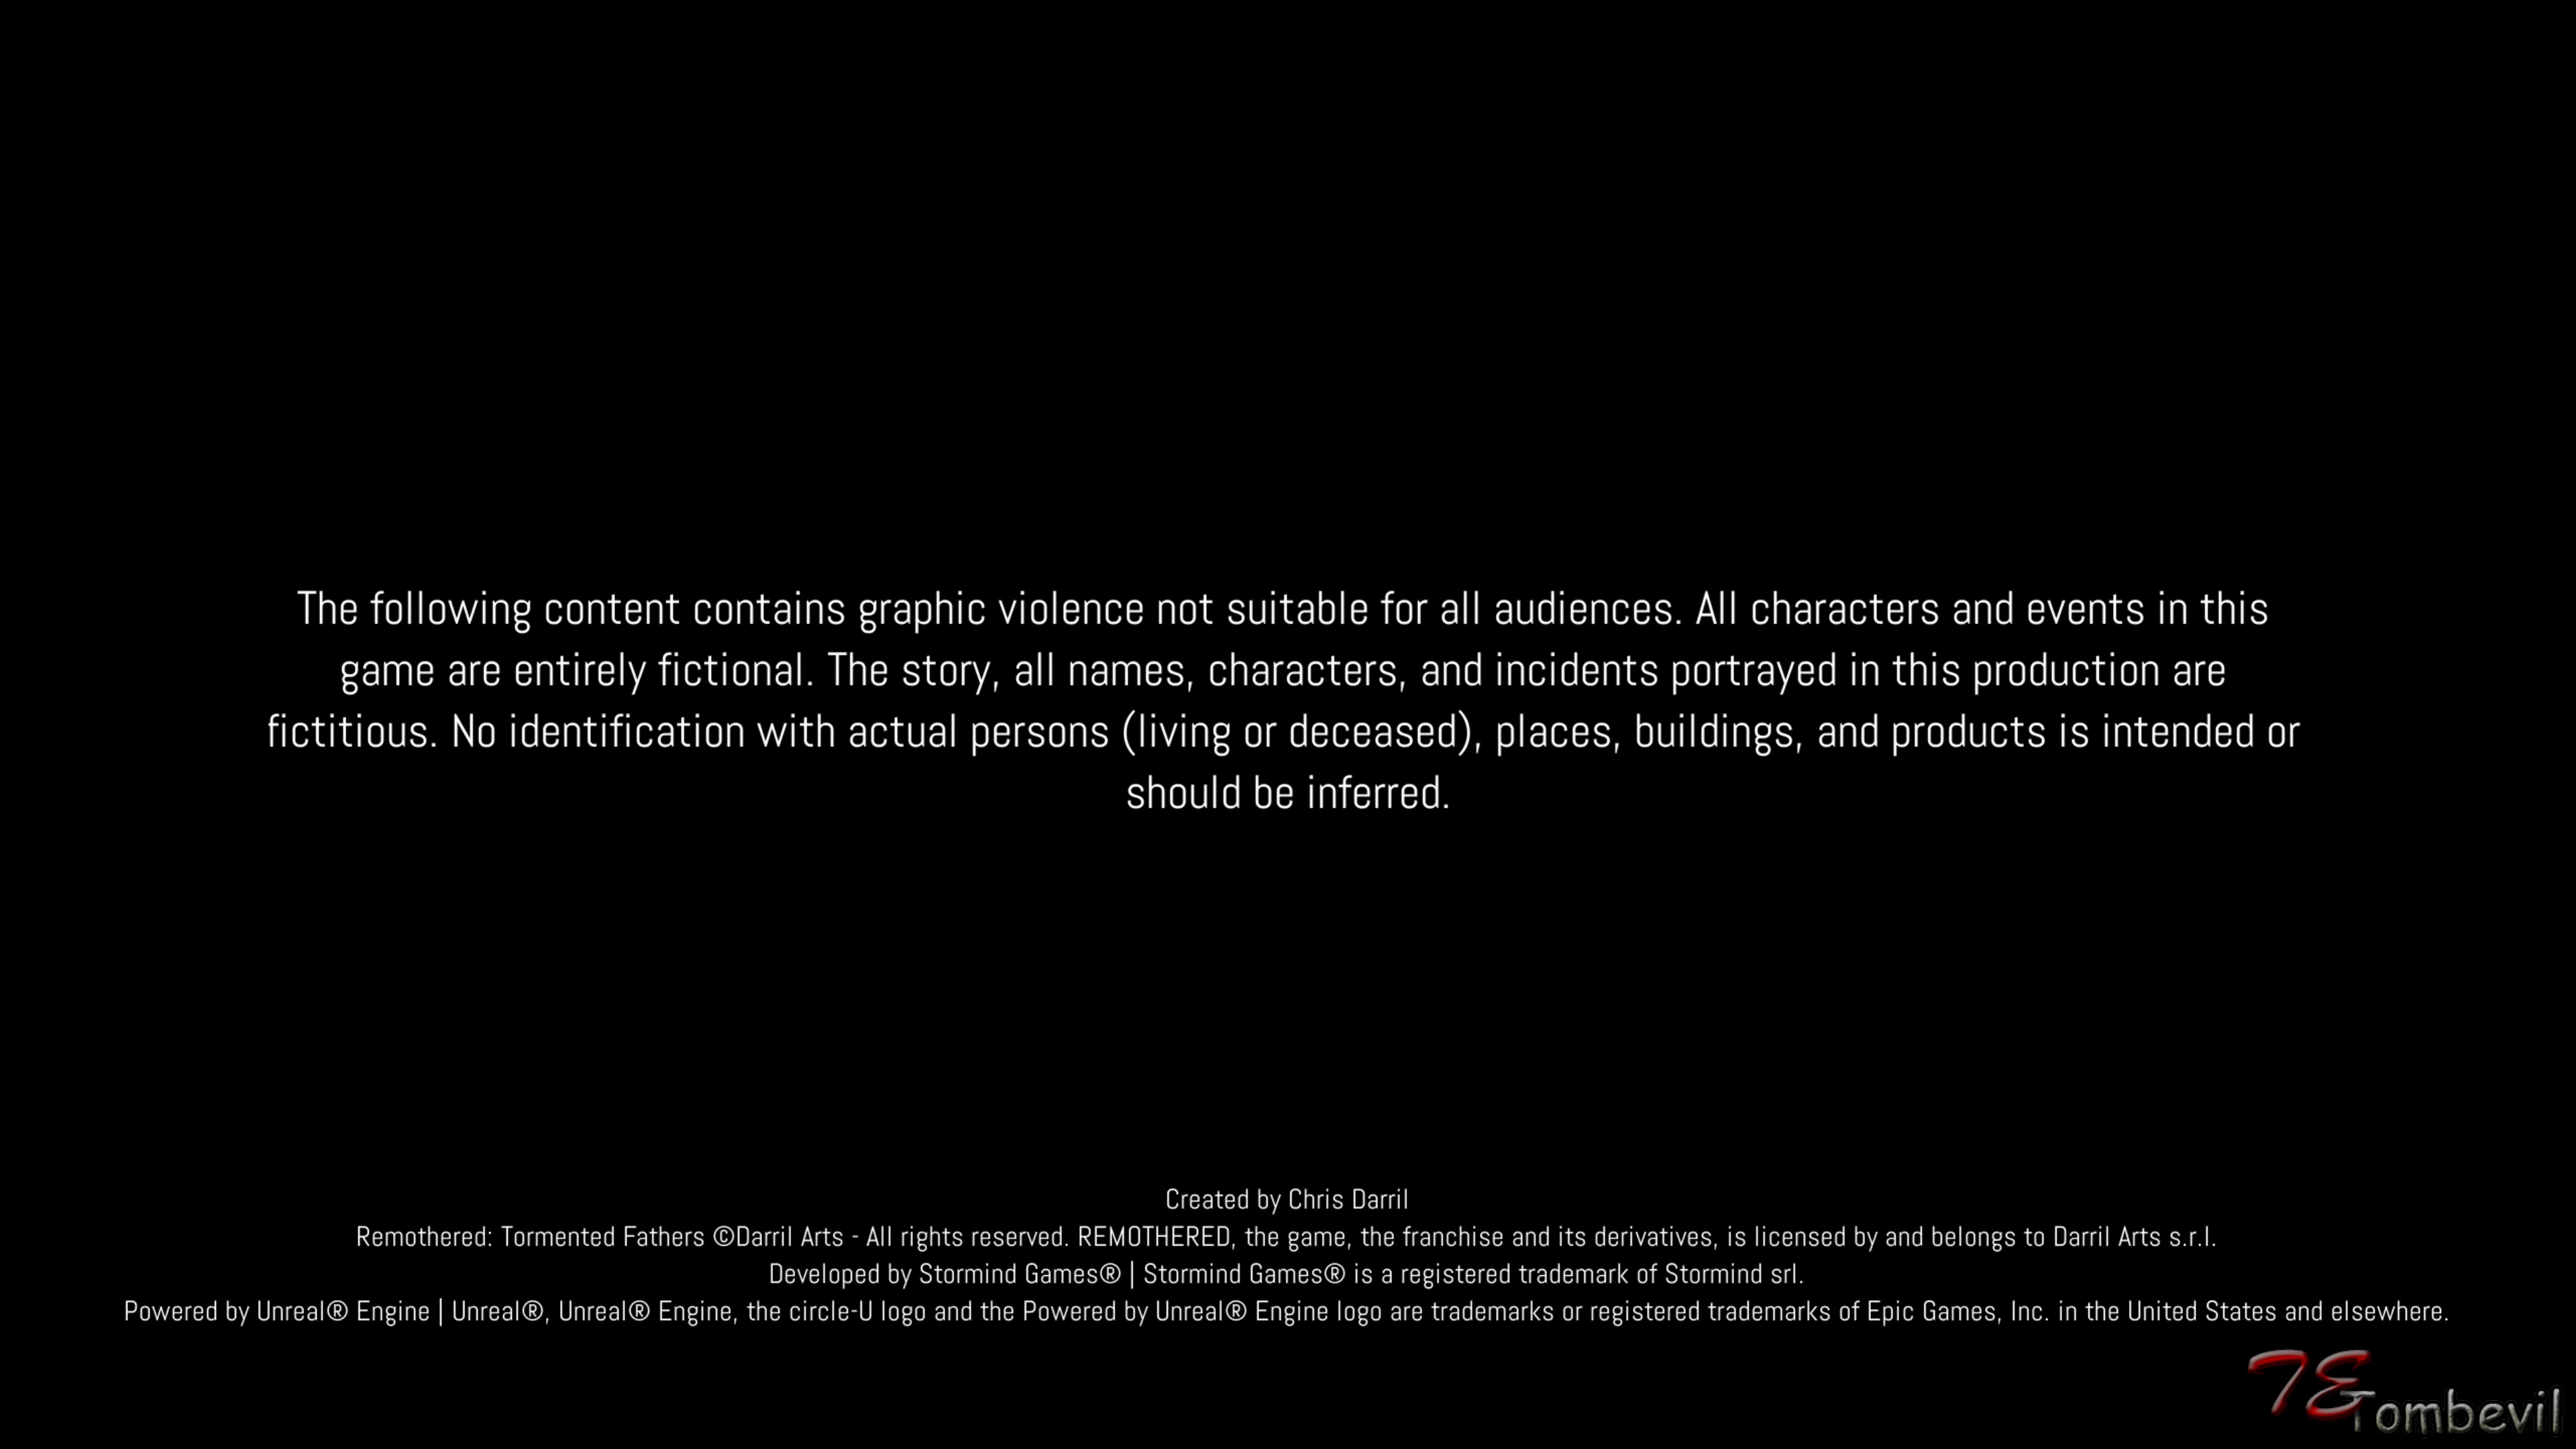 The following content contains graphic violence not suitable for all audiences. All characters and events in this
game are entirely fictional. The story, all names, characters, and incidents portrayed in this production are
fictitious. No identification with actual persons (living or deceased), places, buildings, and products is intended or
should be inferred.
Created by Chris Darril
Remothered: Tormented Fathers ©Darril Arts - All rights reserved. REMOTHERED, the game, the franchise and its derivatives, is licensed by and belongs to Darril Arts s.r.l.
Developed by Stormind Games® | Stormind Games® is a registered trademark of Stormind srl.
Powered by Unreal® Engine | Unreal®, Unreal® Engine, the circle-U logo and the Powered by Unreal® Engine logo are trademarks or registered trademarks of Epic Games, Inc. in the United States and elsewhere.
TE
Tombevil